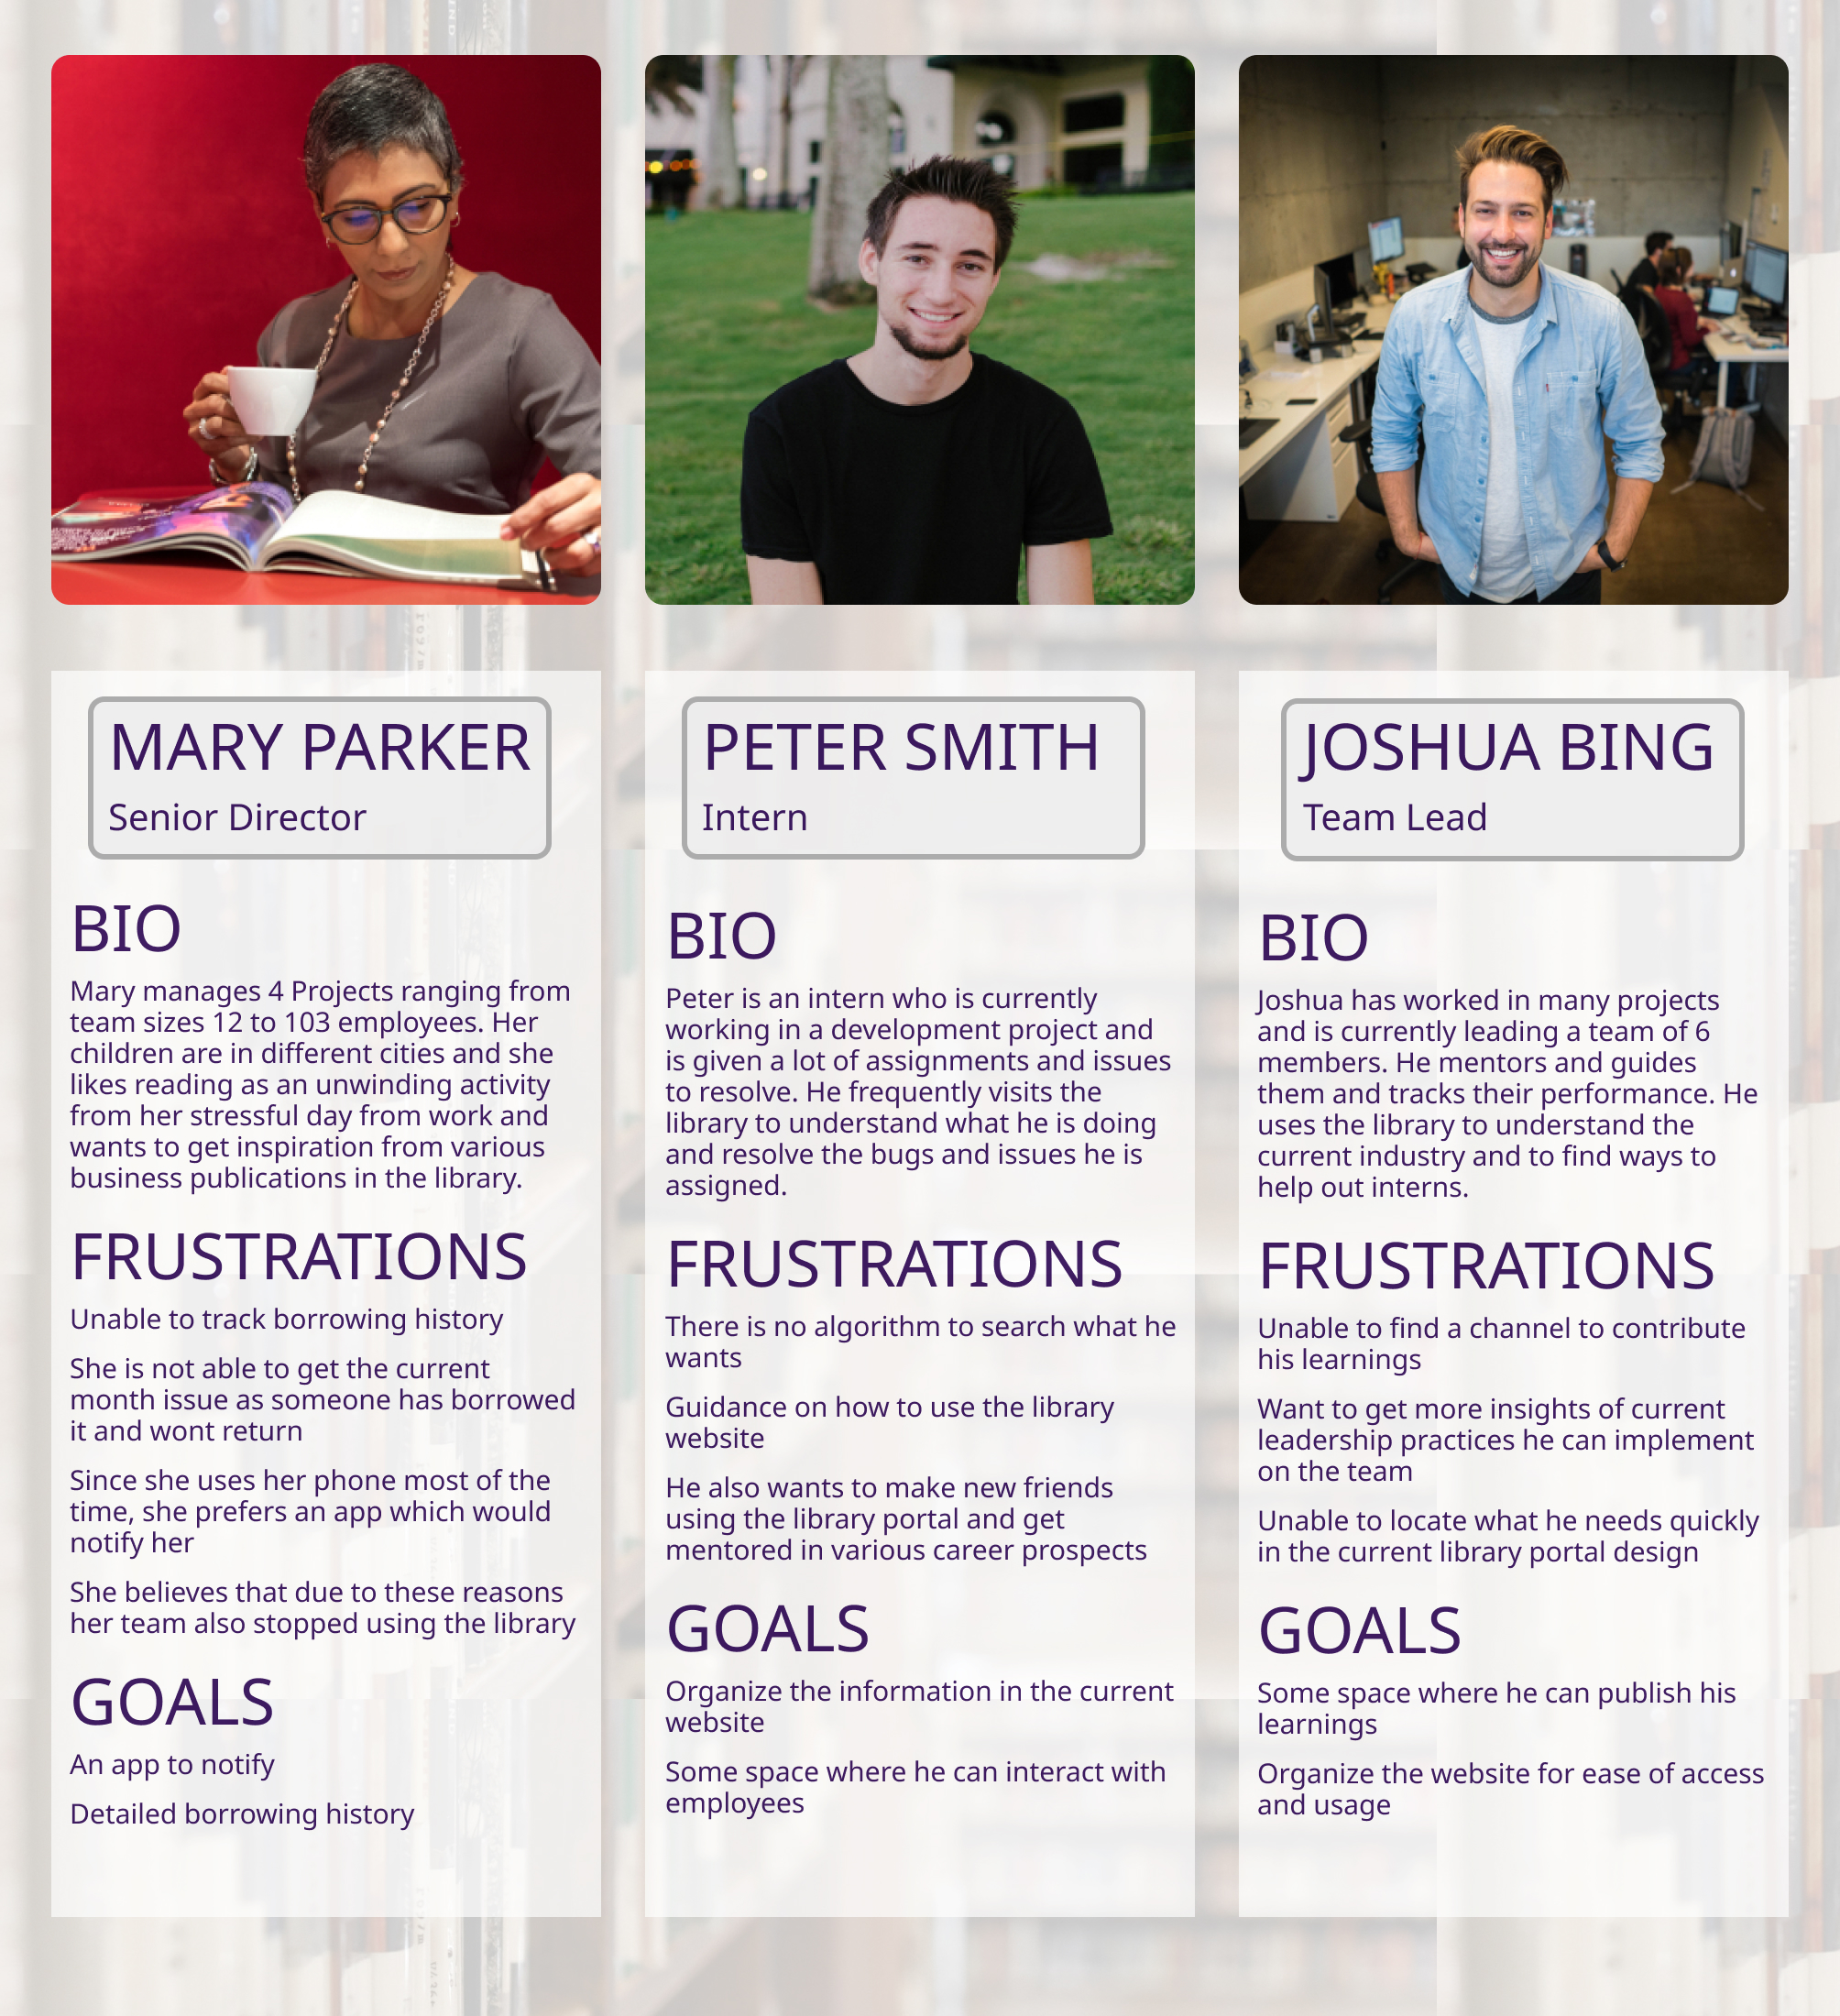 MARY PARKER
Senior Director
BIO
Mary manages 4 Projects ranging from
team sizes 12 to 103 employees. Her
children are in different cities and she
likes reading as an unwinding activity
from her stressful day from work and
wants to get inspiration from various
business publications in the library.
FRUSTRATIONS
Unable to track borrowing history
She is not able to get the current
month issue as someone has borrowed
it and wont return
Since she uses her phone most of the
time, she prefers an app which would
notify her
She believes that due to these reasons
her team also stopped using the library
GOALS
An app to notify
Detailed borrowing history
PETER SMITH
Intern
BIO
Peter is an intern who is currently
working in a development project and
is given a lot of assignments and issues
to resolve. He frequently visits the
library to understand what he is doing
and resolve the bugs and issues he is
assigned.
FRUSTRATIONS
There is no algorithm to search what he
wants
Guidance on how to use the library
website
He also wants to make new friends
using the library portal and get
mentored in various career prospects
GOALS
Organize the information in the current
website
Some space where he can interact with
employees
JOSHUA BING
Team Lead
BIO
Joshua has worked in many projects
and is currently leading a team of 6
members. He mentors and guides
them and tracks their performance. He
uses the library to understand the
current industry and to find ways to
help out interns.
FRUSTRATIONS
Unable to find a channel to contribute
his learnings
Want to get more insights of current
leadership practices he can implement
on the team
Unable to locate what he needs quickly
in the current library portal design
GOALS
Some space where he can publish his
learnings
Organize the website for ease of access
and usage